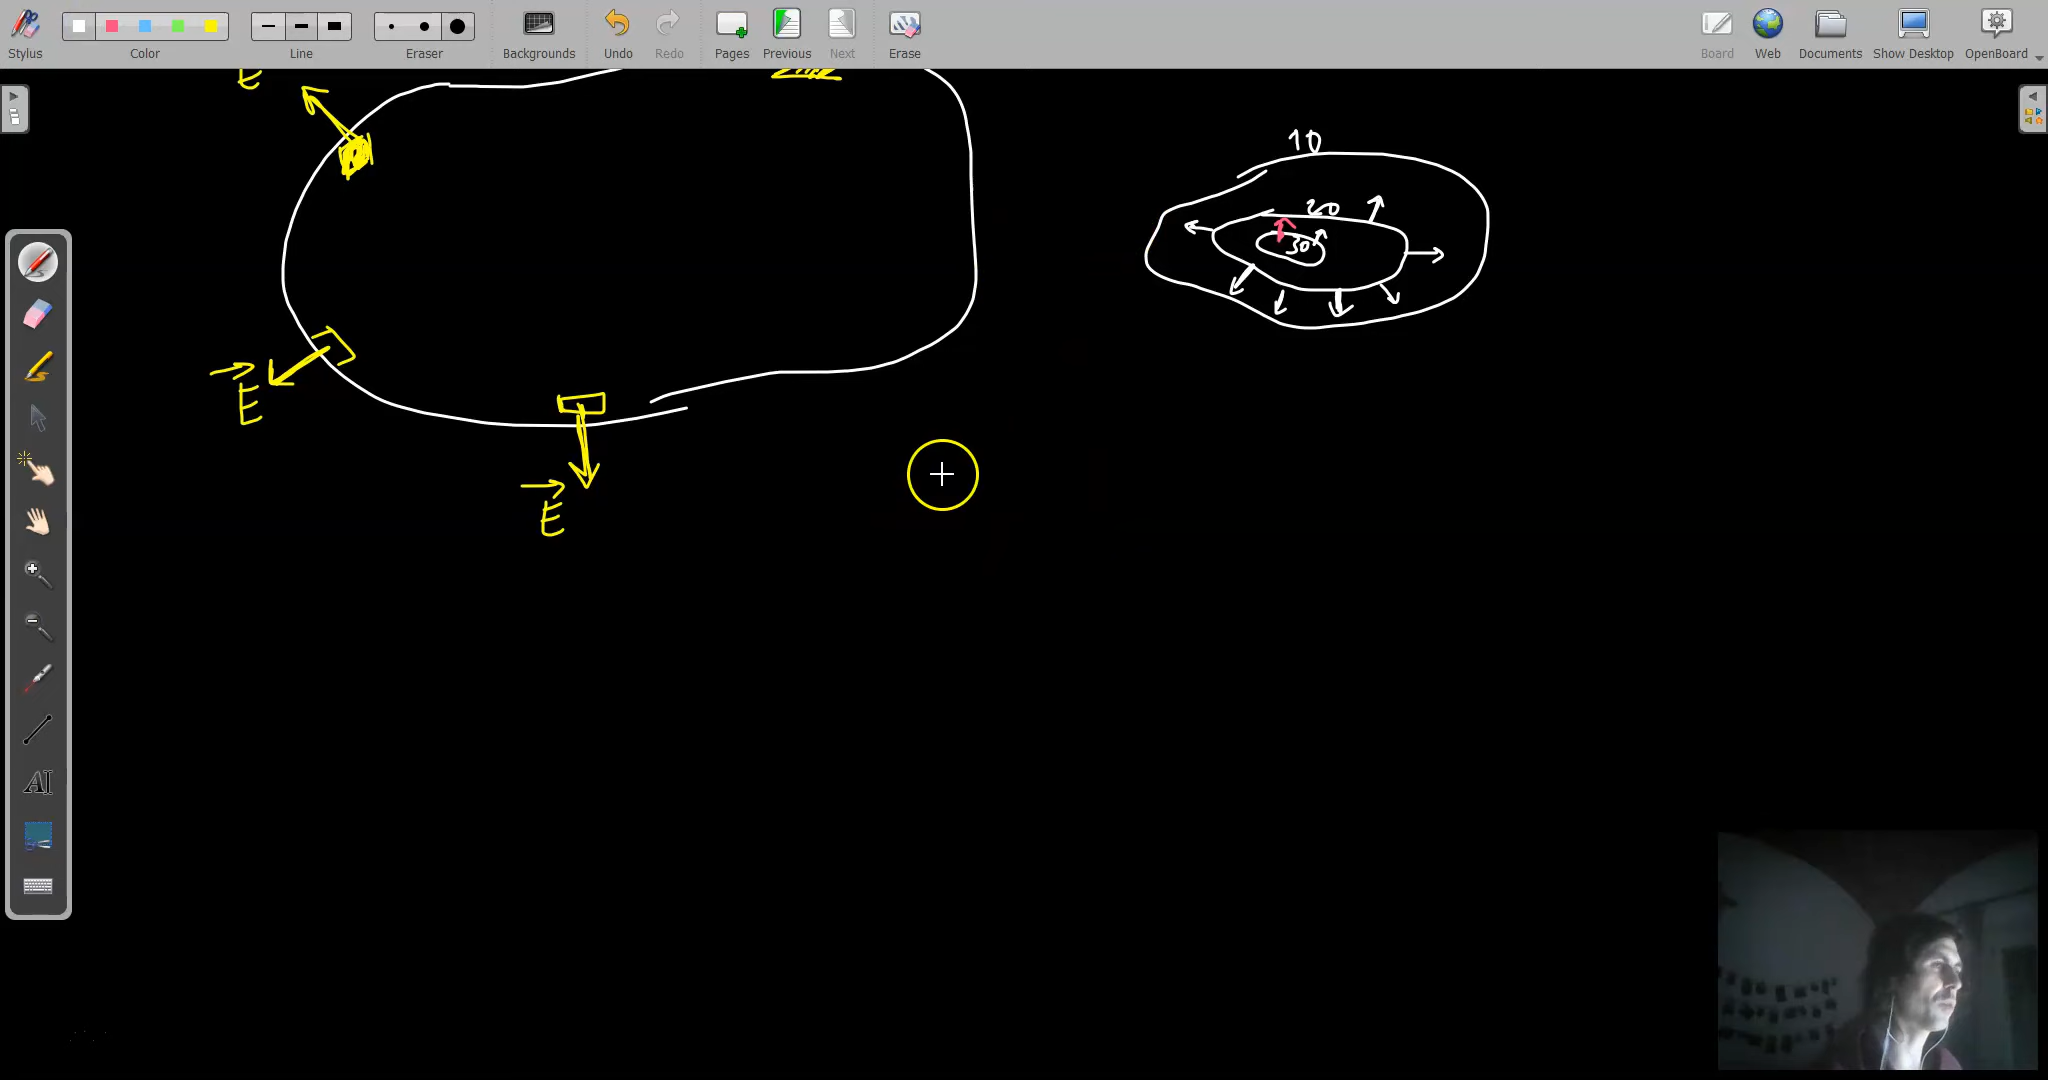 Stylus
Color
Line
Eraser
Backgrounds
Undo
Redo
Pages
Previous
Next
Erase
Board
Web
Documents
Show Desktop
OpenBoard
E
10
20
30
E
E
AI